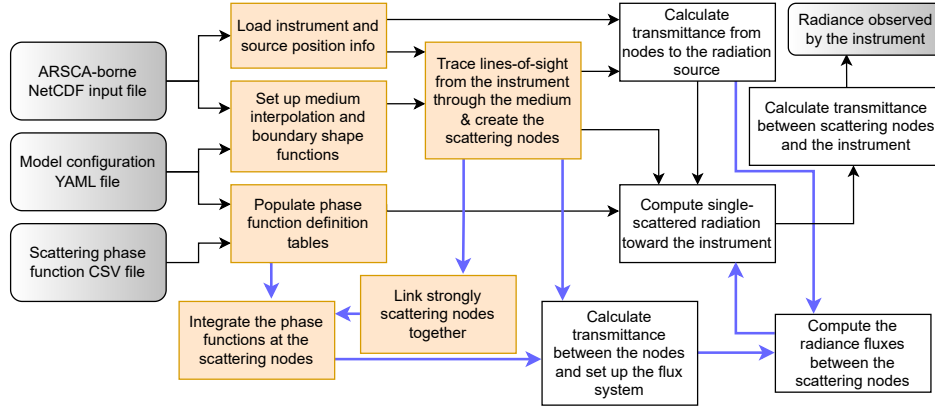 Load instrument and
source position info
Calculate
transmittance from
nodes to the radiation
source
Radiance observed
by the instrument
ARSCA-borne
NetCDF input file
Trace lines-of-sight
from the instrument
through the medium
& create the
scattering nodes
Set up medium
interpolation and
boundary shape
functions
Calculate transmittance
between scattering nodes
and the instrument
Model configuration
YAML file
Populate phase
function definition
tables
Compute single-
scattered radiation
toward the instrument
Scattering phase
function CSV file
Link strongly
scattering nodes
together
Integrate the phase
functions at the
scattering nodes
Calculate
transmittance
between the nodes
and set up the flux
system
Compute the
radiance fluxes
between the
scattering nodes